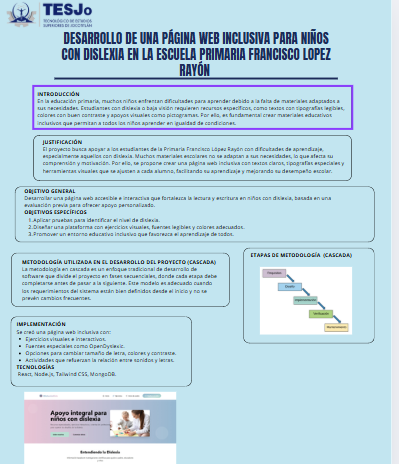 TESJo
TECNOLÓGICO DE ESTUDIOS
SUPERIORES DE JOCOTITLÁN
DESARROLLO DE UNA PÁGINA WEB INCLUSIVA PARA NIÑOS
CON DISLEXIA EN LA ESCUELA PRIMARIA FRANCISCO LOPEZ
RAYÓN
INTRODUCCIÓN
En la educación primaria, muchos niños enfrentan dificultades para aprender debido a la falta de materiales adaptados a
sus necesidades. Estudiantes con dislexia o baja visión requieren recursos específicos, como textos con tipografías legibles,
colores con buen contraste y apoyos visuales como pictogramas. Por ello, es fundamental crear materiales educativos
inclusivos que permitan a todos los niños aprender en igualdad de condiciones.
JUSTIFICACIÓN
El proyecto busca apoyar a los estudiantes de la Primaria Francisco López Rayón con dificultades de aprendizaje,
especialmente aquellos con dislexia. Muchos materiales escolares no se adaptan a sus necesidades, lo que afecta su
comprensión y motivación. Por ello, se propone crear una página web inclusiva con textos claros, tipografías especiales y
herramientas visuales que se ajusten a cada alumno, facilitando su aprendizaje y mejorando su desempeño escolar.
OBJETIVO GENERAL
Desarrollar una página web accesible e interactiva que fortalezca la lectura y escritura en niños con dislexia, basada en una
evaluación previa para ofrecer apoyo personalizado.
OBJETIVOS ESPECÍFICOS
1. Aplicar pruebas para identificar el nivel de dislexia.
2. Diseñar una plataforma con ejercicios visuales, fuentes legibles y colores adecuados.
3. Promover un entorno educativo inclusivo que favorezca el aprendizaje de todos.
METODOLOGÍA UTILIZADA EN EL DESARROLLO DEL PROYECTO (CASCADA)
La metodología en cascada es un enfoque tradicional de desarrollo de
software que divide el proyecto en fases secuenciales, donde cada etapa debe
completarse antes de pasar a la siguiente. Este modelo es adecuado cuando
los requerimientos del sistema están bien definidos desde el inicio y no se
prevén cambios frecuentes.
ETAPAS DE METODOLOGÍA (CASCADA)
Requisitos
Diseño
Implementación
Verificación
Mantenimiento
IMPLEMENTACIÓN
Se creó una página web inclusiva con:
• Ejercicios visuales e interactivos.
• Fuentes especiales como OpenDyslexic.
• Opciones para cambiar tamaño de letra, colores y contraste.
• Actividades que refuerzan la relación entre sonidos y letras.
TECNOLOGÍAS
React, Node.js, Tailwind CSS, MongoDB.
Apoyo integral para
niños con dislexia
Entendiendo la Dislexia